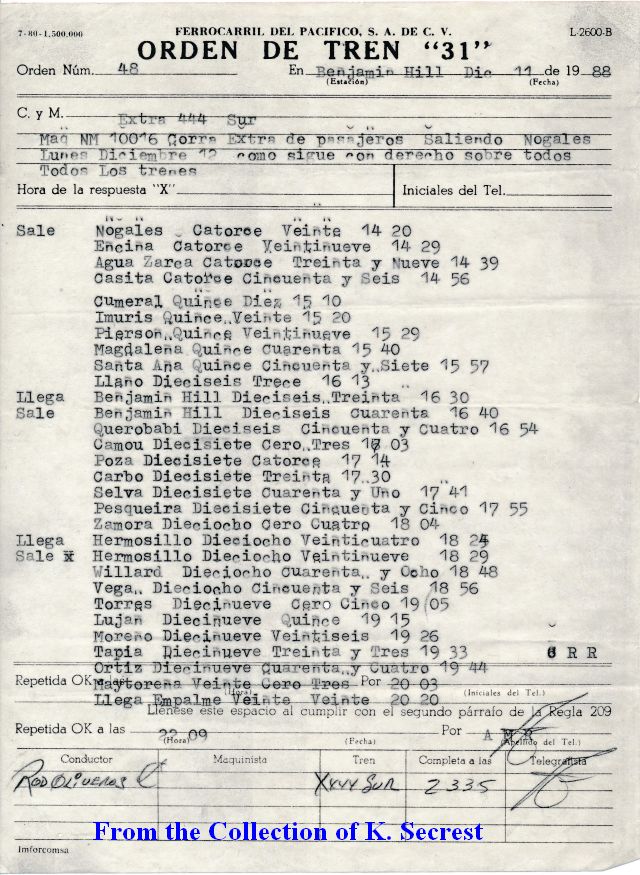 7-80-1,500.000 FERROCARRIL DEL PACIFICO, S. A. DE C. V. L-2600-B
ORDEN DE TREN "31"
Orden Núm. 48 En Benjamin Hill Dic 11 de 19 88
(Estación) (Fecha)
C. y M. Extra 444 Sur
Maq NM 10016 Corra Extra de pasajeros Saliendo Nogales
Lunes Diciembre 12 como sigue con derecho sobre todos
Todos Los trenes
Hora de la respuesta "X" Iniciales del Tel.
Sale Nogales Catorce Veinte 14 20
Encina Catorce Veintinueve 14 29
Agua Zarca Catorce Treinta y Nueve 14 39
Casita Catorce Cincuenta y Seis 14 56
Cumeral Quince Diez 15 10
Imuris Quince Veinte 15 20
Pierson Quince Veintinueve 15 29
Magdalena Quince Cuarenta 15 40
Santa Ana Quince Cincuenta y Siete 15 57
Llano Dieciseis Trece 16 13
Llega Benjamin Hill Dieciseis Treinta 16 30
Sale Benjamin Hill Dieciseis Cuarenta 16 40
Querobabi Dieciseis Cincuenta y Cuatro 16 54
Camou Diecisiete Cero Tres 17 03
Poza Diecisiete Catorce 17 14
Carbo Diecisiete Treinta 17 30
Selva Diecisiete Cuarenta y Uno 17 41
Pesqueira Diecisiete Cincuenta y Cinco 17 55
Zamora Dieciocho Cero Cuatro 18 04
Llega Hermosillo Dieciocho Veinticuatro 18 24
Sale Hermosillo Dieciocho Veintinueve 18 29
Willard Dieciocho Cuarenta y Ocho 18 48
Vega Dieciocho Cincuenta y Seis 18 56
Torres Diecinueve Cero Cinco 19 05
Lujan Diecinueve Quince 19 15
Moreno Diecinueve Veintiseis 19 26
Tapia Diecinueve Treinta y Tres 19 33 R R
Ortiz Diecinueve Cuarenta y Cuatro 19 44
Repetida OK a las Por
Maytorena Veinte Cero Tres 20 03
(Hora) (Iniciales del Tel.)
Llega Empalme Veinte Veinte 20 20
Llénese este espacio al cumplir con el segundo párrafo de la Regla 209
Repetida OK a las 22 09 Por
(Hora) (Fecha) (Apellido del Tel.)
Conductor Maquinista Tren Completa a las Telegrafista
X444 SUR 2335
From the Collection of K. Secrest
Imforcomsa